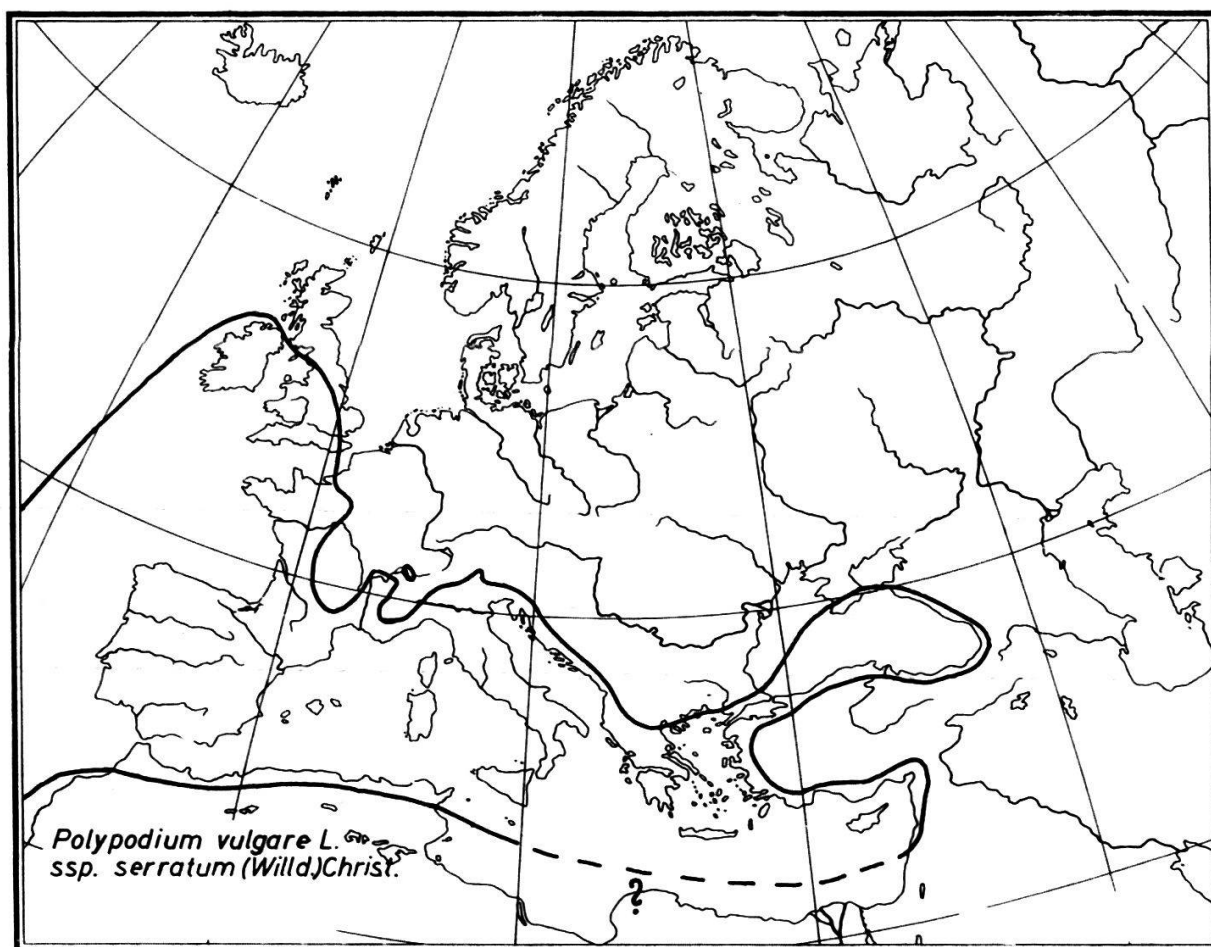 Polypodium vulgare L.
ssp. serratum (Willd.) Christ.
?